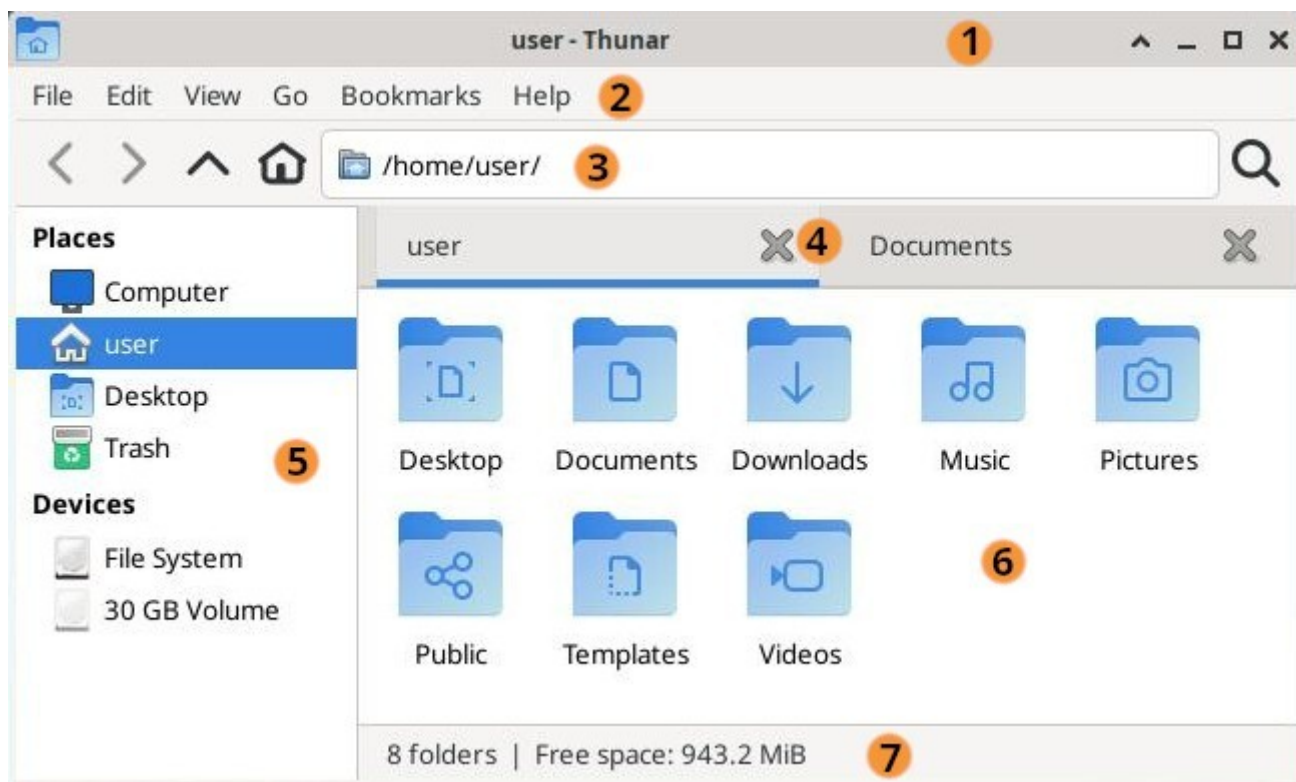 user - Thunar 1
File Edit View Go Bookmarks Help 2
/home/user/ 3
Places
Computer
user
Desktop
Trash
5
Devices
File System
30 GB Volume
user 4 Documents
Desktop Documents Downloads Music Pictures
6
Public Templates Videos
8 folders | Free space: 943.2 MiB 7